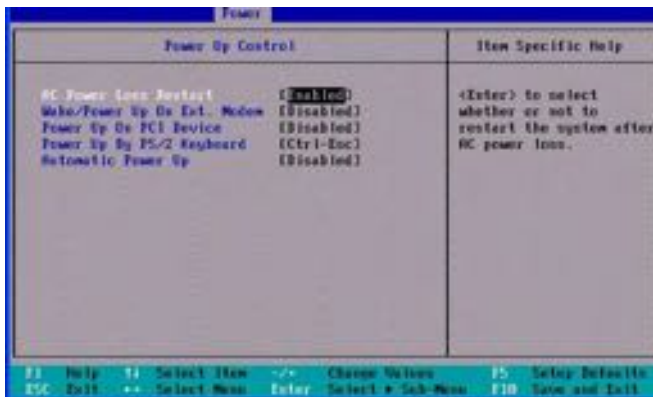 Power
Power Up Control
Item Specific Help
AC Power Loss Restart [Enabled]
Wake/Power Up On Ext. Modem [Disabled]
Power Up On PCI Device [Disabled]
Power Up By PS/2 Keyboard [Ctrl-Esc]
Automatic Power Up [Disabled]
<Enter> to select
whether or not to
restart the system after
AC power loss.
F1 Help ↑↓ Select Item -/+ Change Values F5 Setup Defaults
ESC Exit ←→ Select Menu Enter Select ▶ Sub-Menu F10 Save and Exit